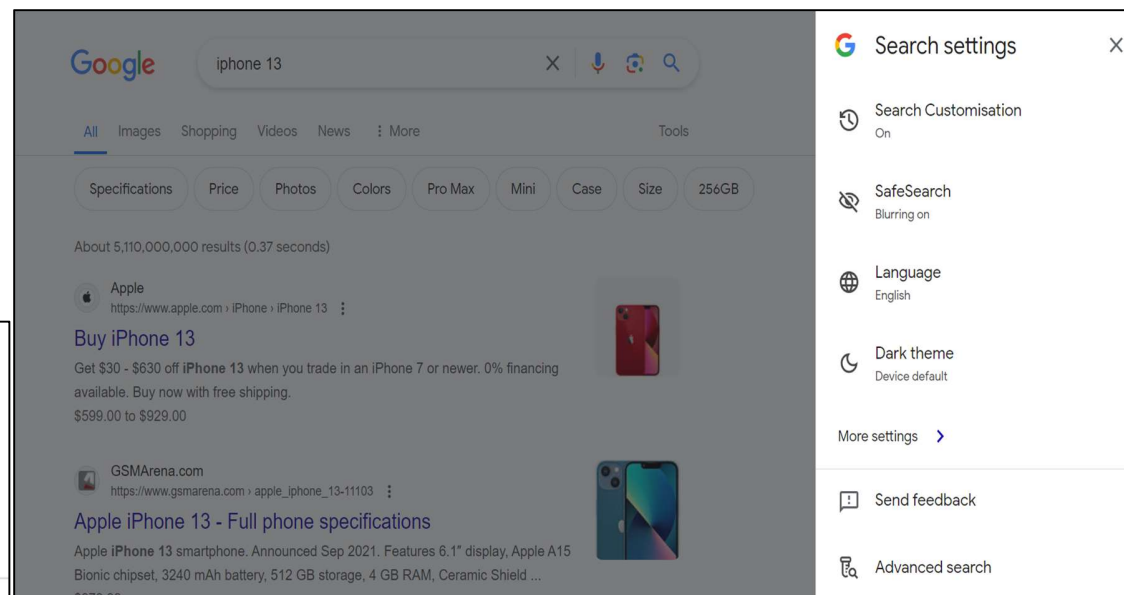 Google
iphone 13
All Images Shopping Videos News More Tools
Specifications Price Photos Colors Pro Max Mini Case Size 256GB
About 5,110,000,000 results (0.37 seconds)
Apple
https://www.apple.com › iPhone › iPhone 13
Buy iPhone 13
Get $30 - $630 off iPhone 13 when you trade in an iPhone 7 or newer. 0% financing
available. Buy now with free shipping.
$599.00 to $929.00
GSMArena.com
https://www.gsmarena.com › apple_iphone_13-11103
Apple iPhone 13 - Full phone specifications
Apple iPhone 13 smartphone. Announced Sep 2021. Features 6.1″ display, Apple A15
Bionic chipset, 3240 mAh battery, 512 GB storage, 4 GB RAM, Ceramic Shield ...
G Search settings
Search Customisation
On
SafeSearch
Blurring on
Language
English
Dark theme
Device default
More settings
Send feedback
Advanced search